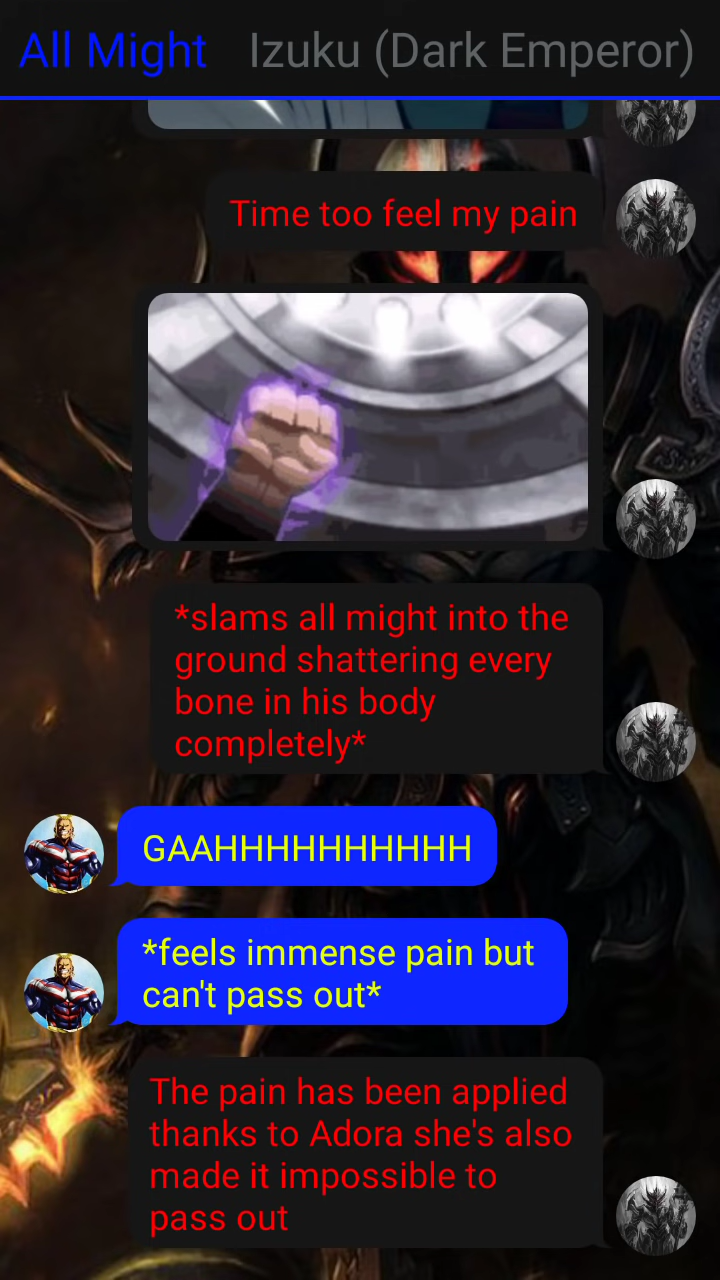 All Might Izuku (Dark Emperor)
Time too feel my pain
*slams all might into the
ground shattering every
bone in his body
completely*
GAAHHHHHHHHHH
*feels immense pain but
can't pass out*
The pain has been applied
thanks to Adora she's also
made it impossible to
pass out